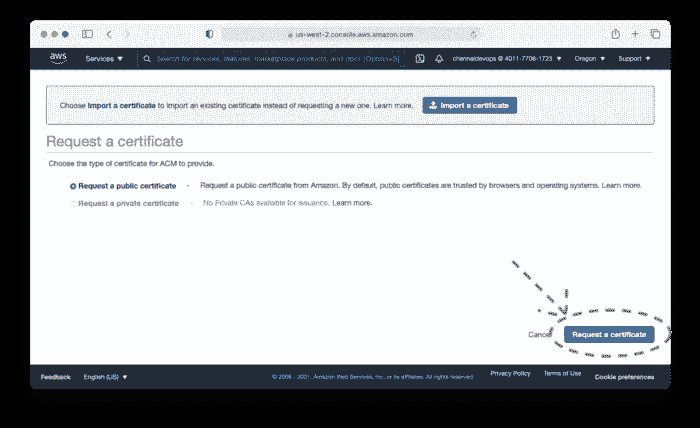 us-west-2.console.aws.amazon.com
aws Services ▼ Search for services, features, marketplace products, and docs [Option+S] chennaidevops @ 4011-7706-1723 ▼ Oregon ▼ Support ▼
Choose Import a certificate to import an existing certificate instead of requesting a new one. Learn more. Import a certificate
Request a certificate
Choose the type of certificate for ACM to provide.
Request a public certificate - Request a public certificate from Amazon. By default, public certificates are trusted by browsers and operating systems. Learn more.
Request a private certificate - No Private CAs available for issuance. Learn more.
Cancel Request a certificate
Feedback English (US) ▼ © 2008 - 2021, Amazon Web Services, Inc. or its affiliates. All rights reserved. Privacy Policy Terms of Use Cookie preferences